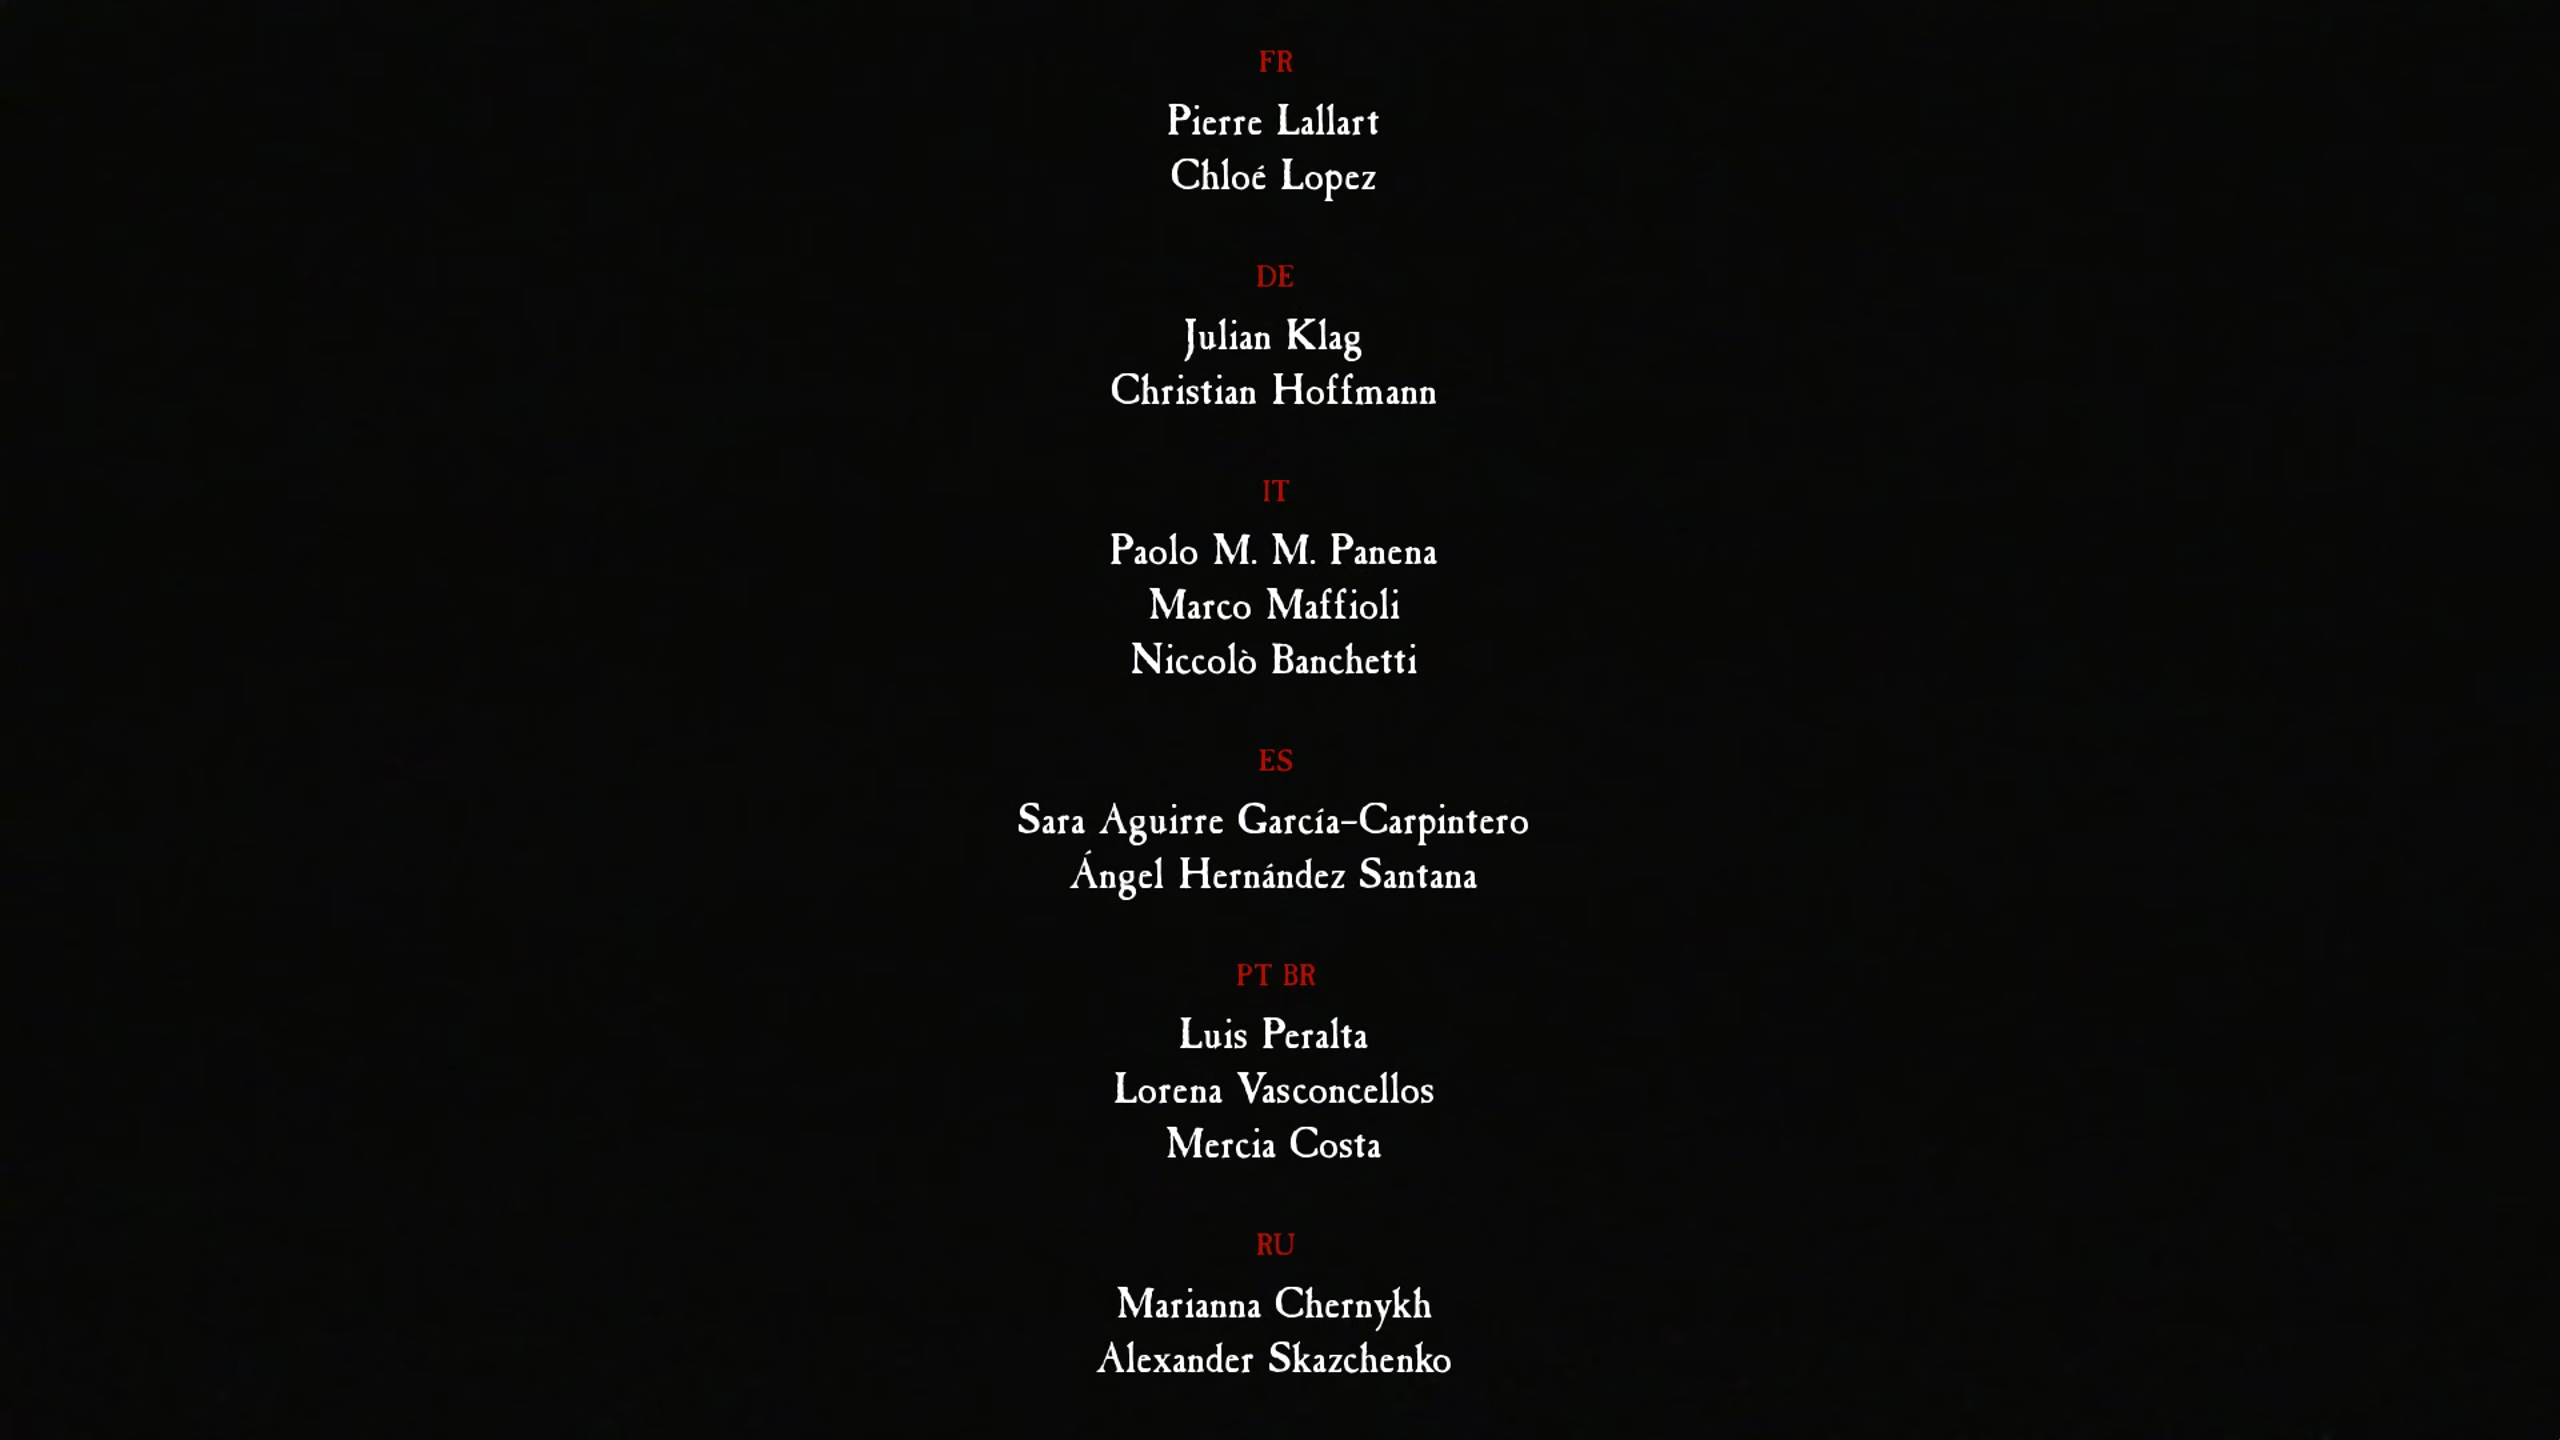 FR
Pierre Lallart
Chloé Lopez
DE
Julian Klag
Christian Hoffmann
IT
Paolo M. M. Panena
Marco Maffioli
Niccolò Banchetti
ES
Sara Aguirre García-Carpintero
Ángel Hernández Santana
PT BR
Luis Peralta
Lorena Vasconcellos
Mercia Costa
RU
Marianna Chernykh
Alexander Skazchenko